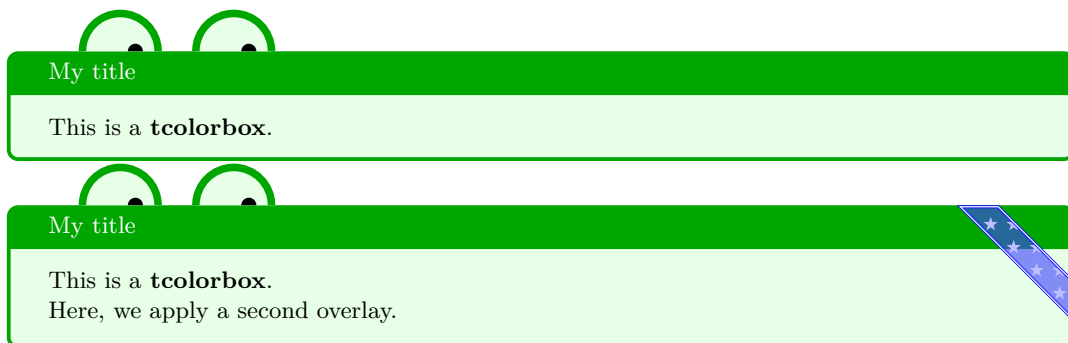 My title
This is a tcolorbox.
My title
This is a tcolorbox.
Here, we apply a second overlay.